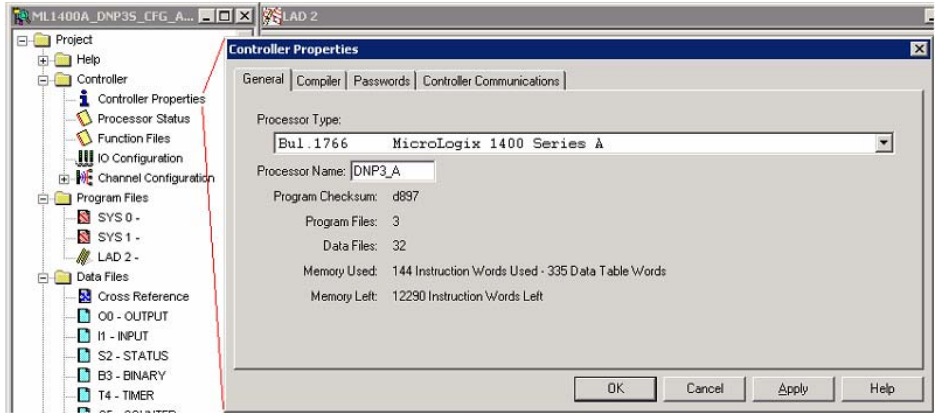 ML1400A_DNP3S_CFG_A...
LAD 2
Project
Help
Controller
Controller Properties
Processor Status
Function Files
IO Configuration
Channel Configuration
Program Files
SYS 0 -
SYS 1 -
LAD 2 -
Data Files
Cross Reference
O0 - OUTPUT
I1 - INPUT
S2 - STATUS
B3 - BINARY
T4 - TIMER
Controller Properties
General
Compiler
Passwords
Controller Communications
Processor Type:
Bul.1766 MicroLogix 1400 Series A
Processor Name: DNP3_A
Program Checksum: d897
Program Files: 3
Data Files: 32
Memory Used: 144 Instruction Words Used - 335 Data Table Words
Memory Left: 12290 Instruction Words Left
OK
Cancel
Apply
Help